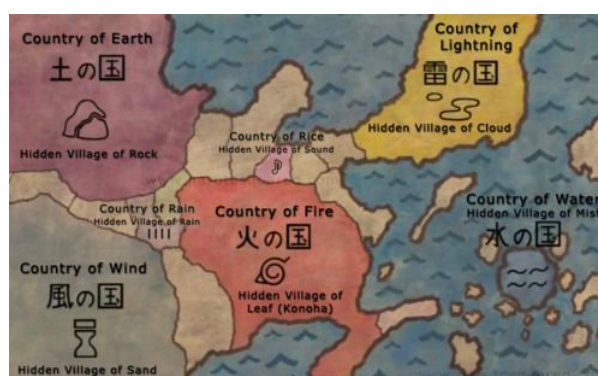 Country of Earth
土の国
Hidden Village of Rock
Country of
Lightning
雷の国
Hidden Village of Cloud
Country of Rice
Hidden Village of Sound
Country of Rain
Hidden Village of Rain
Country of Fire
火の国
Hidden Village of
Leaf (Konoha)
Country of Water
Hidden Village of Mist
水の国
Country of Wind
風の国
Hidden Village of Sand